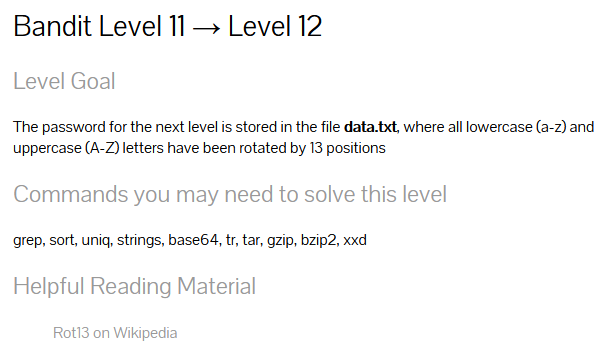 Bandit Level 11 → Level 12
Level Goal
The password for the next level is stored in the file data.txt, where all lowercase (a-z) and
uppercase (A-Z) letters have been rotated by 13 positions
Commands you may need to solve this level
grep, sort, uniq, strings, base64, tr, tar, gzip, bzip2, xxd
Helpful Reading Material
Rot13 on Wikipedia